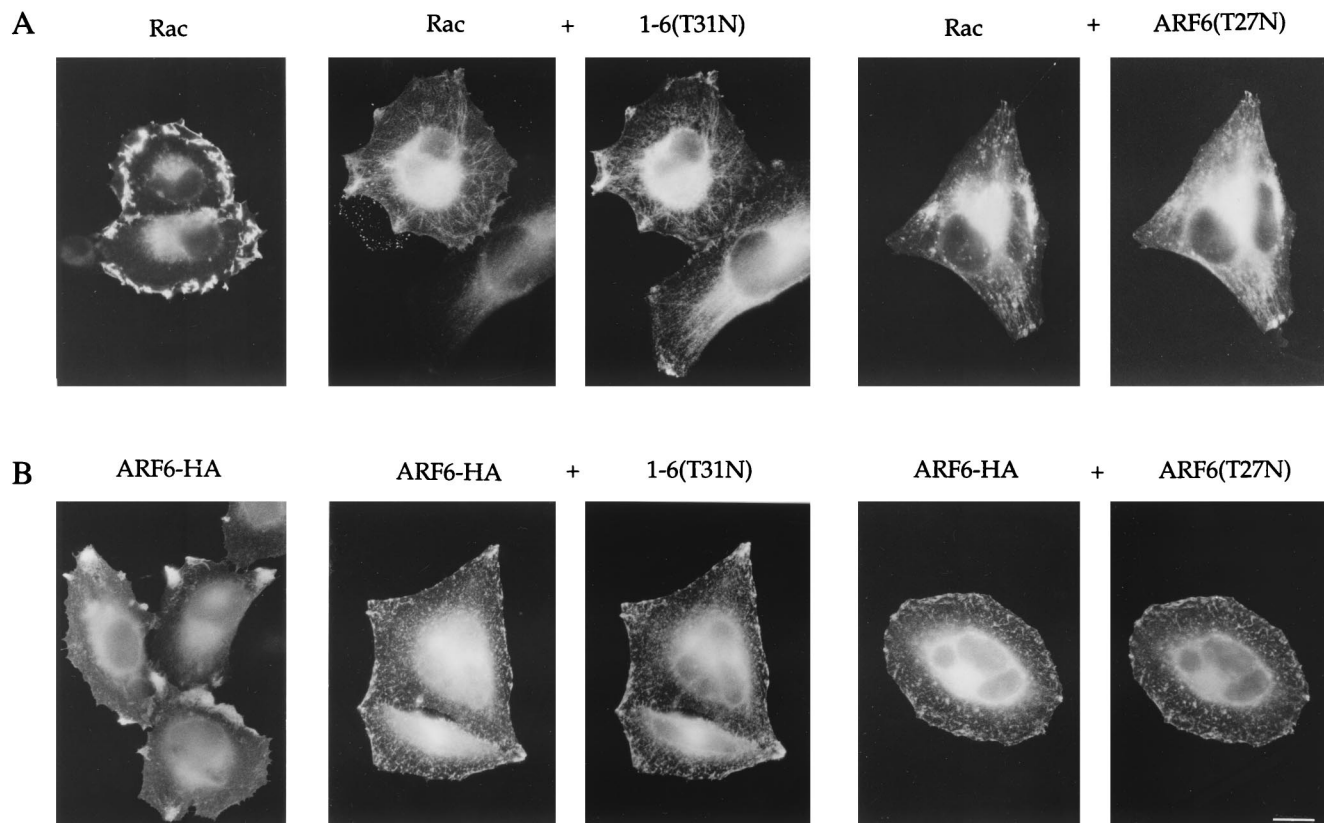 A
Rac
Rac + 1-6(T31N)
Rac + ARF6(T27N)
B
ARF6-HA
ARF6-HA + 1-6(T31N)
ARF6-HA + ARF6(T27N)